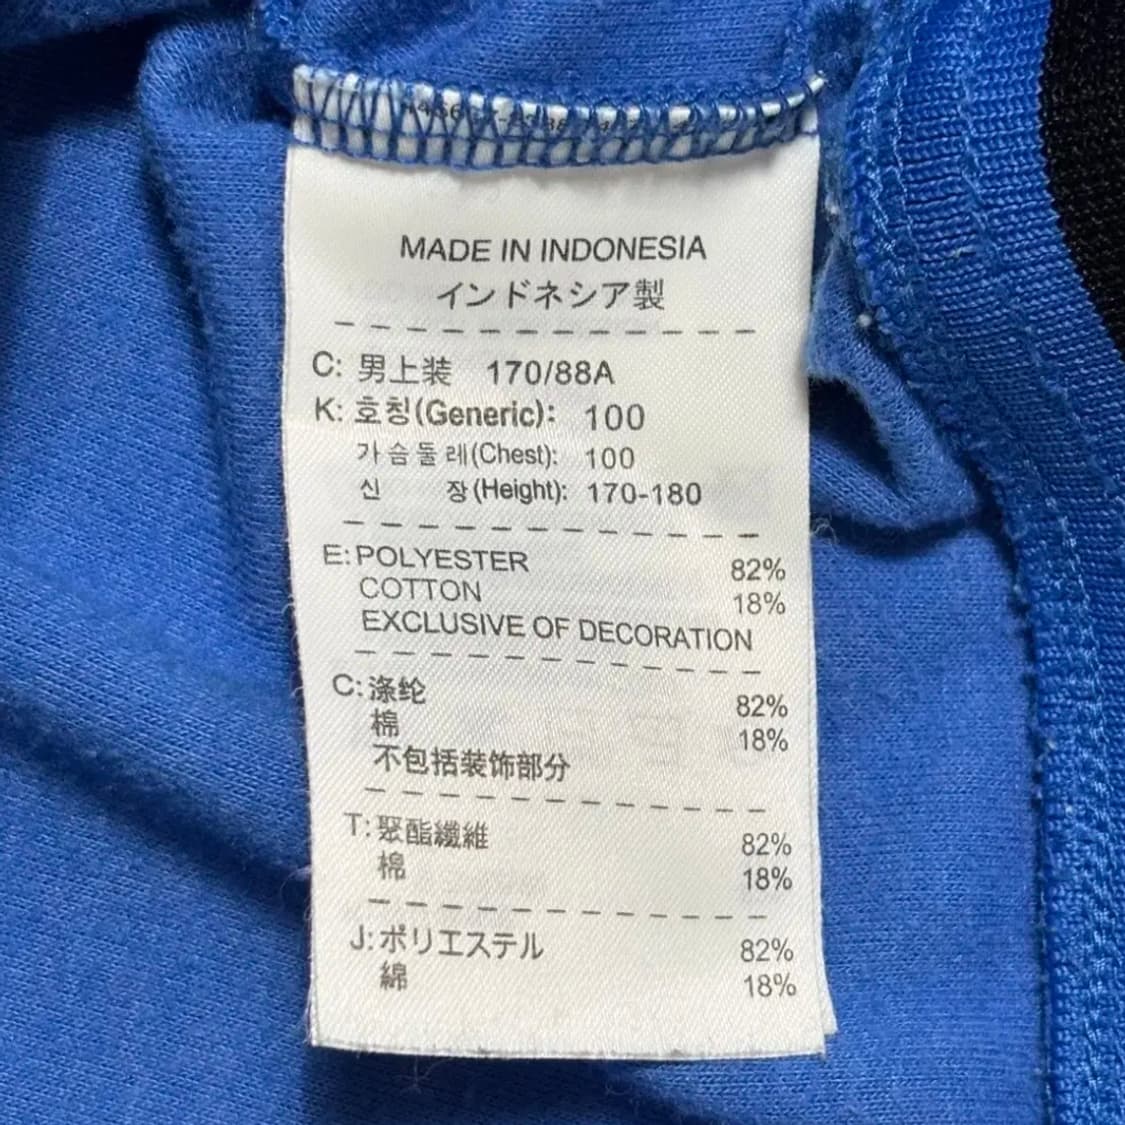 MADE IN INDONESIA
インドネシア製
C: 男上装 170/88A
K: 호칭(Generic): 100
가슴둘레(Chest): 100
신 장(Height): 170-180
E: POLYESTER 82%
COTTON 18%
EXCLUSIVE OF DECORATION
C: 涤纶 82%
棉 18%
不包括装饰部分
T: 聚酯纖維 82%
棉 18%
J: ポリエステル 82%
綿 18%